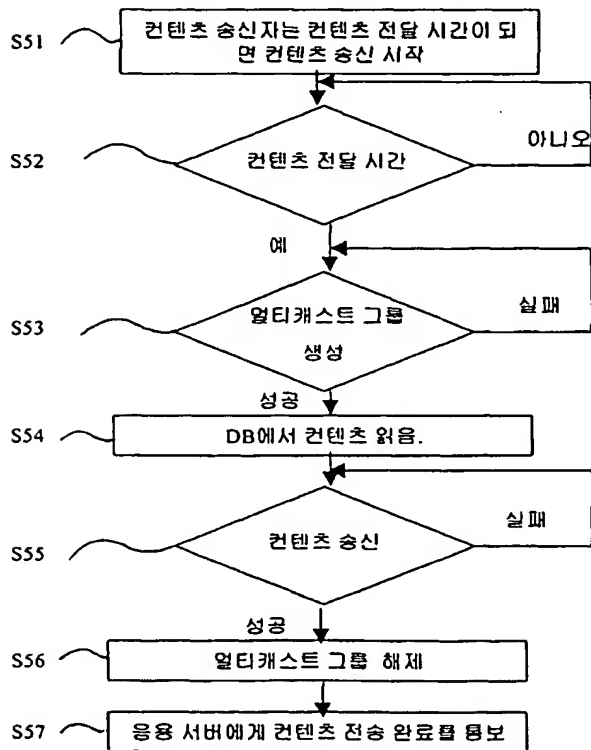 S51
컨텐츠 송신자는 컨텐츠 전달 시간이 되
면 컨텐츠 송신 시작
S52
컨텐츠 전달 시간
아니오
예
S53
멀티캐스트 그룹
생성
실패
성공
S54
DB에서 컨텐츠 읽음.
S55
컨텐츠 송신
실패
성공
S56
멀티캐스트 그룹 해제
S57
응용 서버에게 컨텐츠 전송 완료를 통보